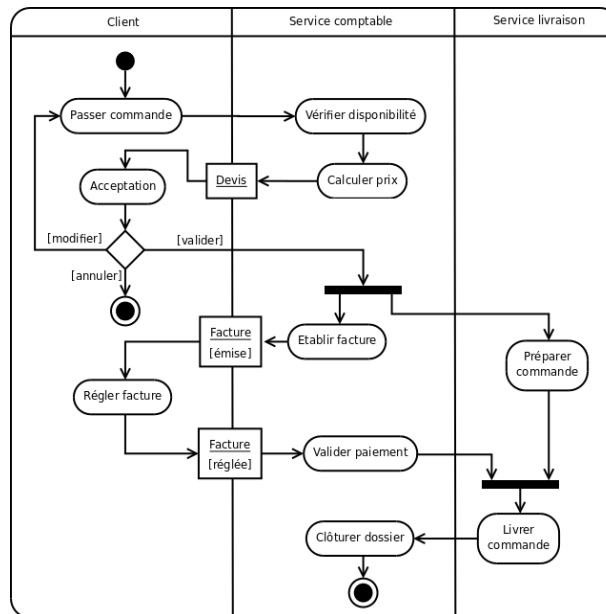 Client
Service comptable
Service livraison
Passer commande
Vérifier disponibilité
Acceptation
Devis
Calculer prix
[modifier]
[valider]
[annuler]
Facture
[émise]
Etablir facture
Préparer
commande
Régler facture
Facture
[réglée]
Valider paiement
Livrer
commande
Clôturer dossier